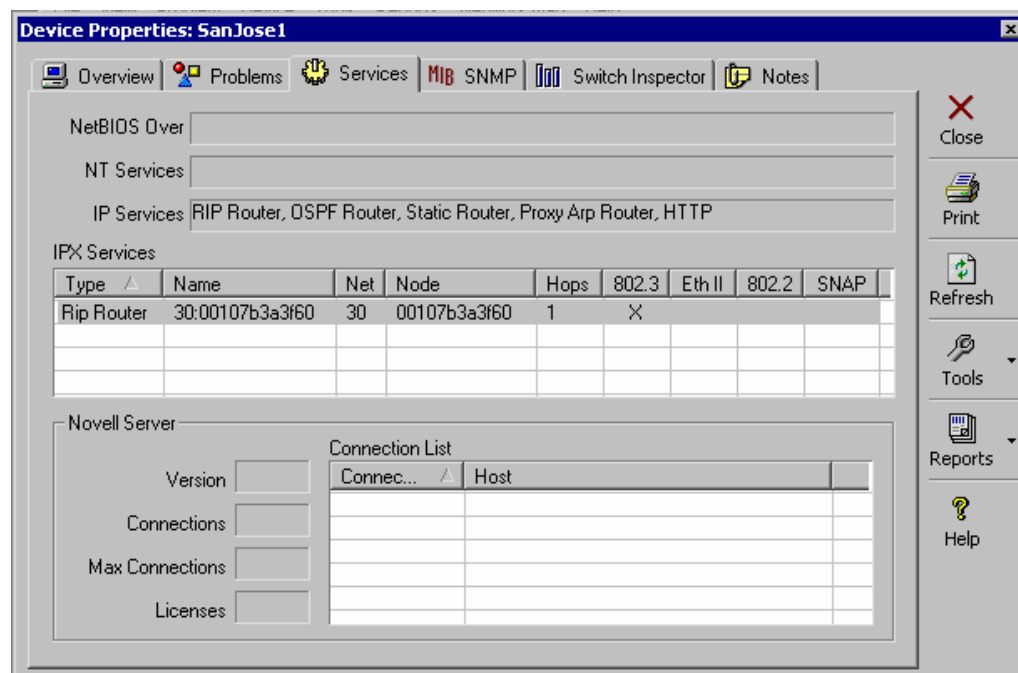 Device Properties: SanJose1
Overview Problems Services MIB SNMP Switch Inspector Notes
NetBIOS Over
NT Services
IP Services RIP Router, OSPF Router, Static Router, Proxy Arp Router, HTTP
IPX Services
Type Name Net Node Hops 802.3 Eth II 802.2 SNAP
Rip Router 30:00107b3a3f60 30 00107b3a3f60 1 X
Novell Server
Connection List
Connec... Host
Version
Connections
Max Connections
Licenses
Close
Print
Refresh
Tools
Reports
Help